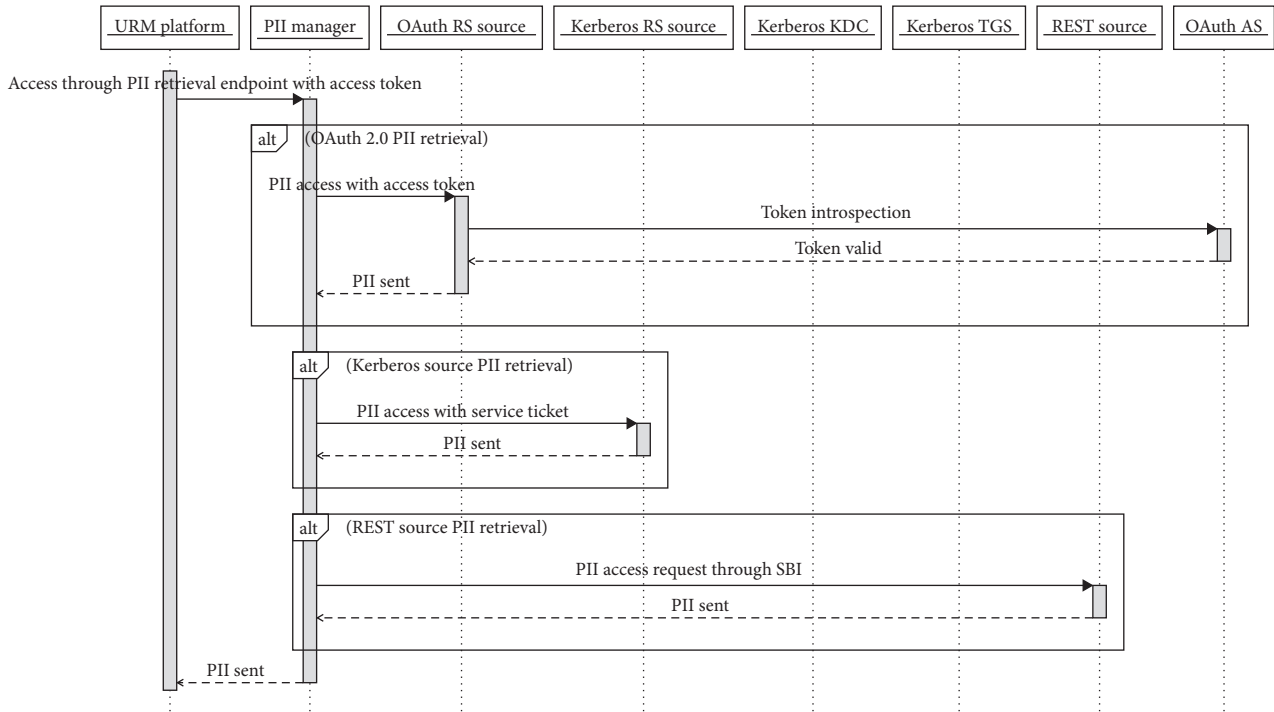 URM platform
PII manager
OAuth RS source
Kerberos RS source
Kerberos KDC
Kerberos TGS
REST source
OAuth AS
Access through PII retrieval endpoint with access token
alt
(OAuth 2.0 PII retrieval)
PII access with access token
Token introspection
Token valid
PII sent
alt
(Kerberos source PII retrieval)
PII access with service ticket
PII sent
alt
(REST source PII retrieval)
PII access request through SBI
PII sent
PII sent